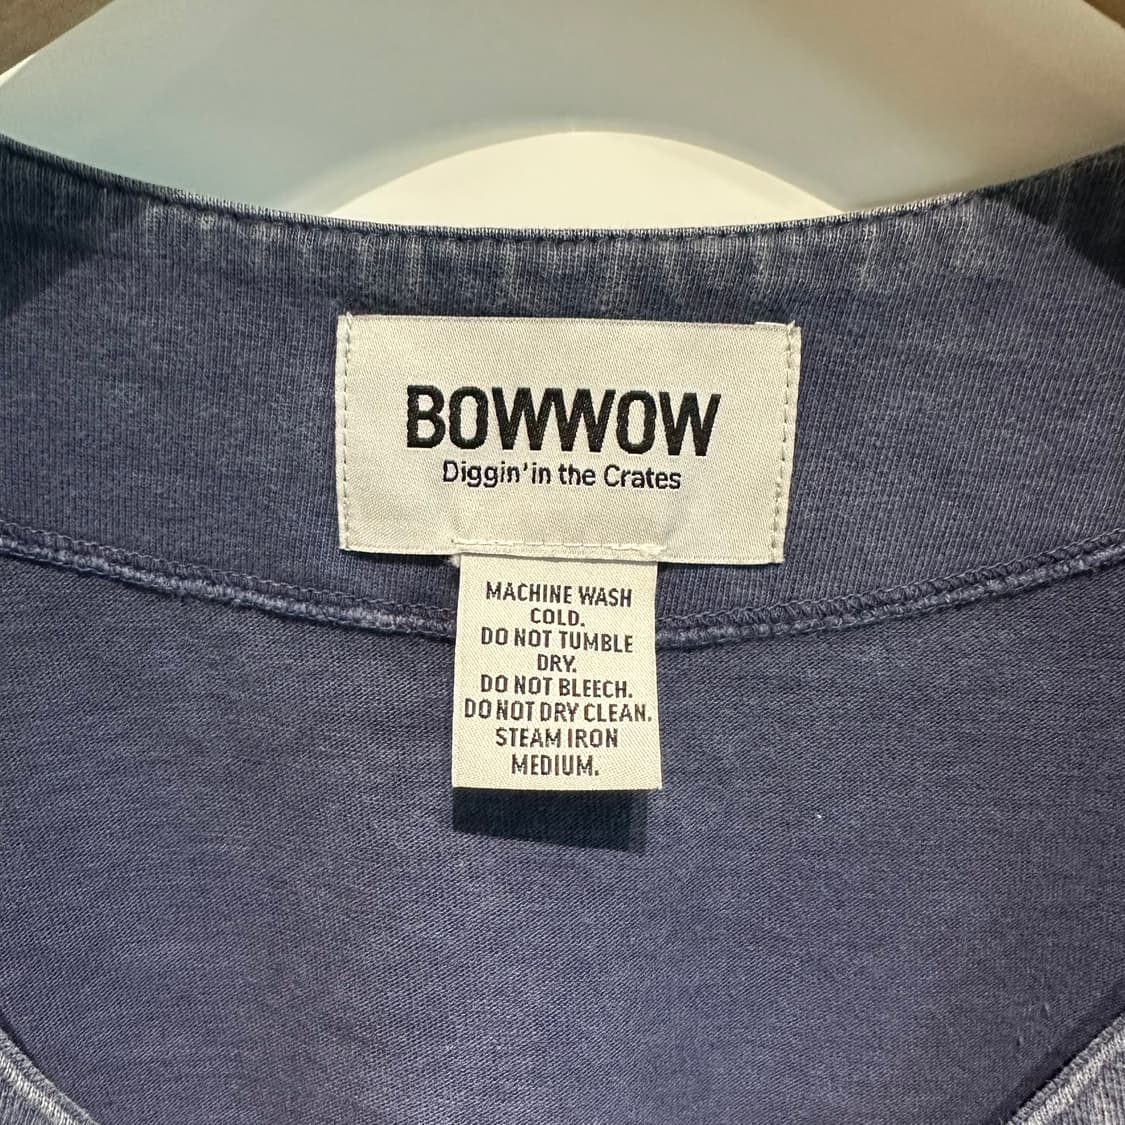 BOWWOW
Diggin' in the Crates
MACHINE WASH
COLD.
DO NOT TUMBLE
DRY.
DO NOT BLEECH.
DO NOT DRY CLEAN.
STEAM IRON
MEDIUM.